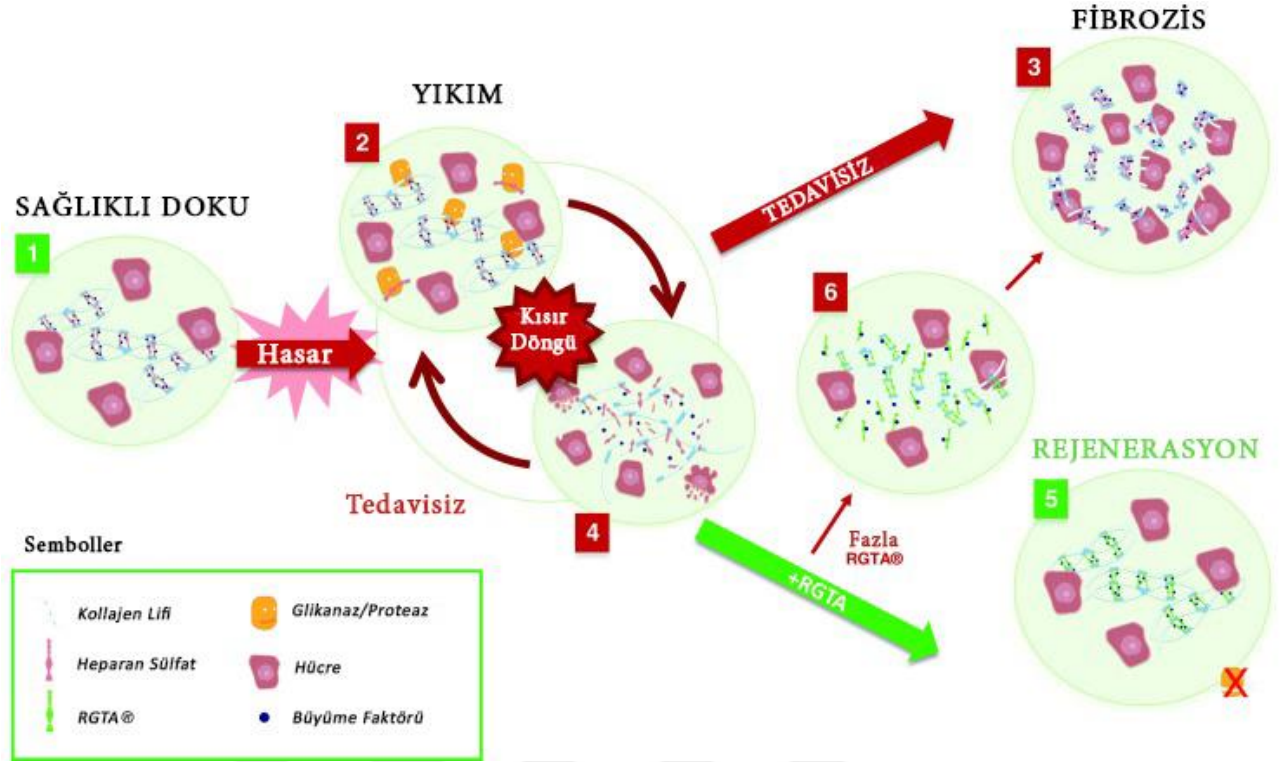 FİBROZİS
3
YIKIM
2
TEDAVİSİZ
SAĞLIKLI DOKU
1
Hasar
Kısır
Döngü
6
Tedavisiz
4
Fazla
RGTA®
+RGTA
REJENERASYON
5
X
Semboller
Kollajen Lifi
Glikanaz/Proteaz
Heparan Sülfat
Hücre
RGTA®
Büyüme Faktörü